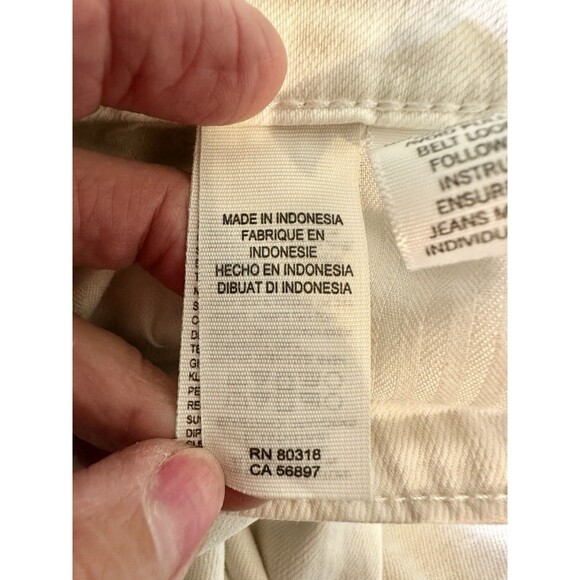 MADE IN INDONESIA
FABRIQUE EN
INDONESIE
HECHO EN INDONESIA
DIBUAT DI INDONESIA
RN 80318
CA 56897
BELT LOO
FOLLOW
INSTRU
ENSUR
JEANS M
INDIVIDU